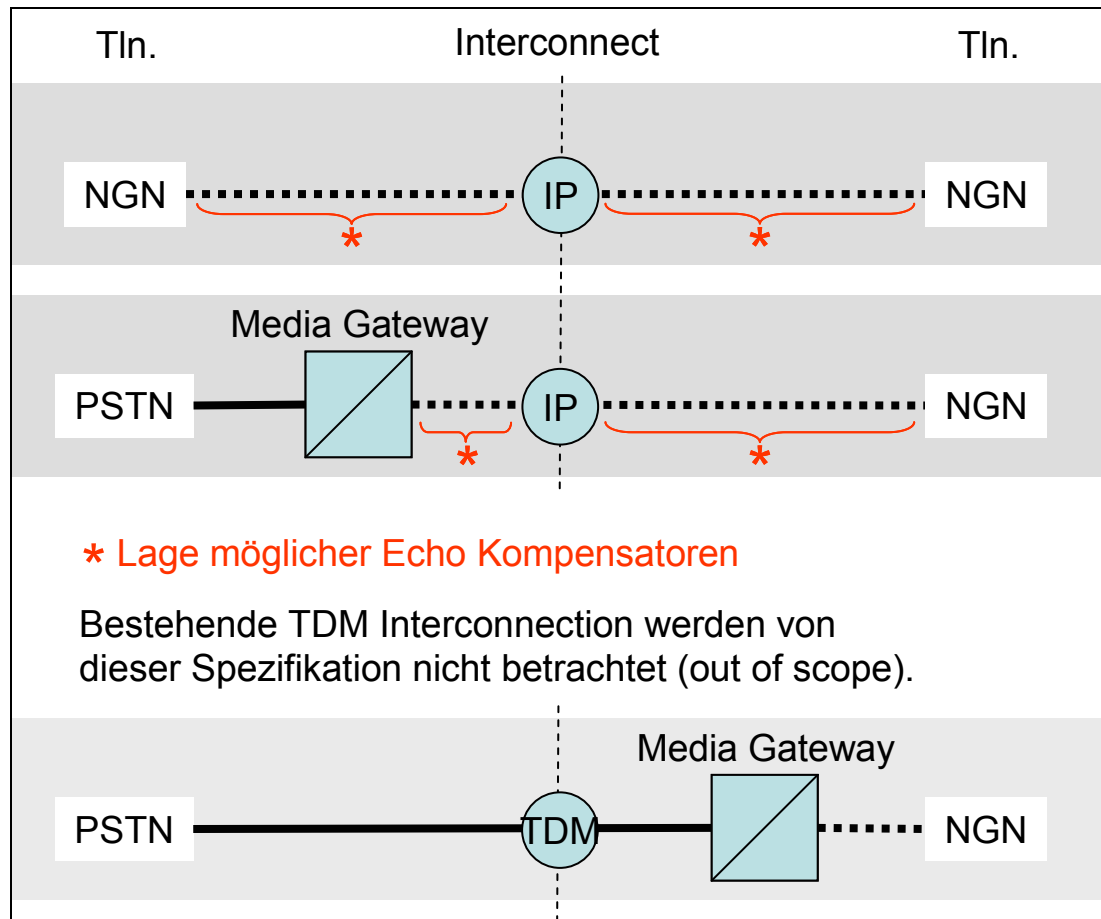 Tln. Interconnect Tln.
NGN IP NGN
* *
Media Gateway
PSTN IP NGN
* *
* Lage möglicher Echo Kompensatoren
Bestehende TDM Interconnection werden von
dieser Spezifikation nicht betrachtet (out of scope).
Media Gateway
PSTN TDM NGN